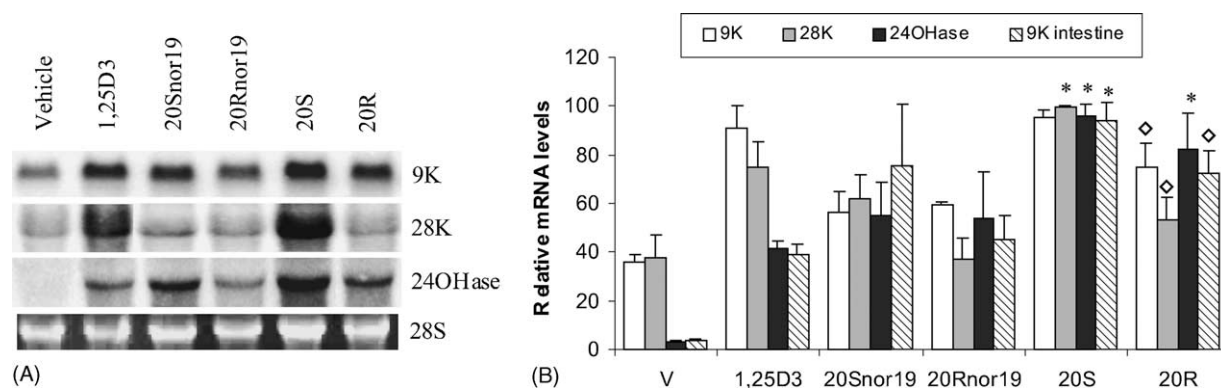 Vehicle
1,25D3
20Snor19
20Rnor19
20S
20R
9K
28K
24OHase
28S
(A)
9K 28K 24OHase 9K intestine
R elative mRNA levels
120
100
80
60
40
20
0
* * * *
◇ ◇ ◇
V 1,25D3 20Snor19 20Rnor19 20S 20R
(B)